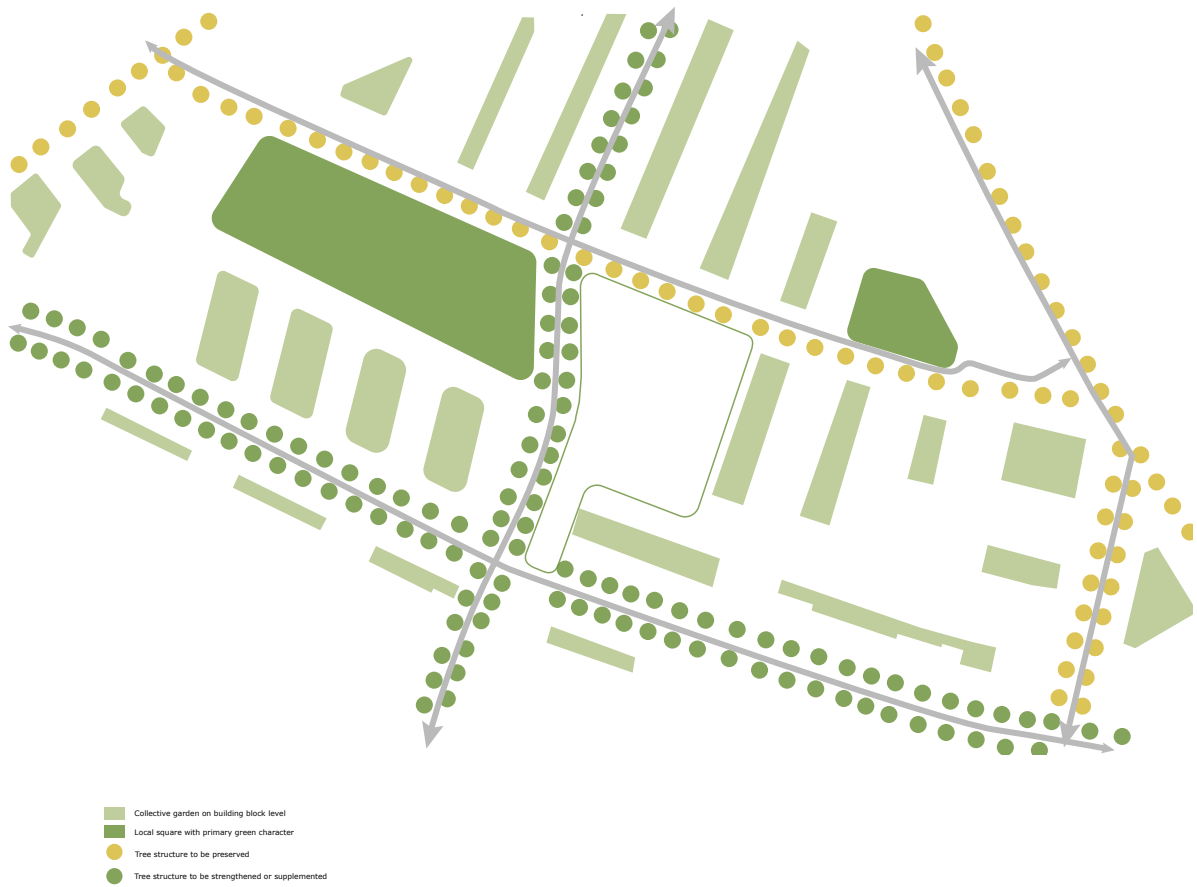 Collective garden on building block level
Local square with primary green character
Tree structure to be preserved
Tree structure to be strengthened or supplemented